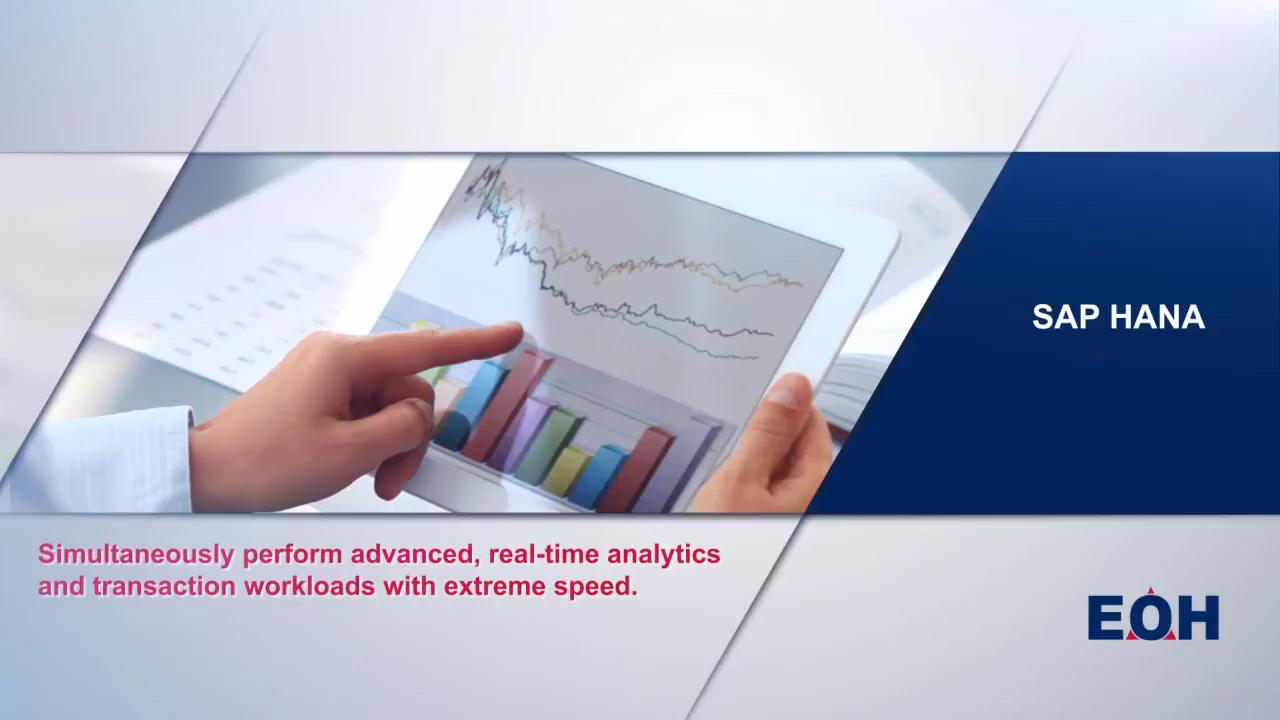 SAP HANA
Simultaneously perform advanced, real-time analytics
and transaction workloads with extreme speed.
EOH